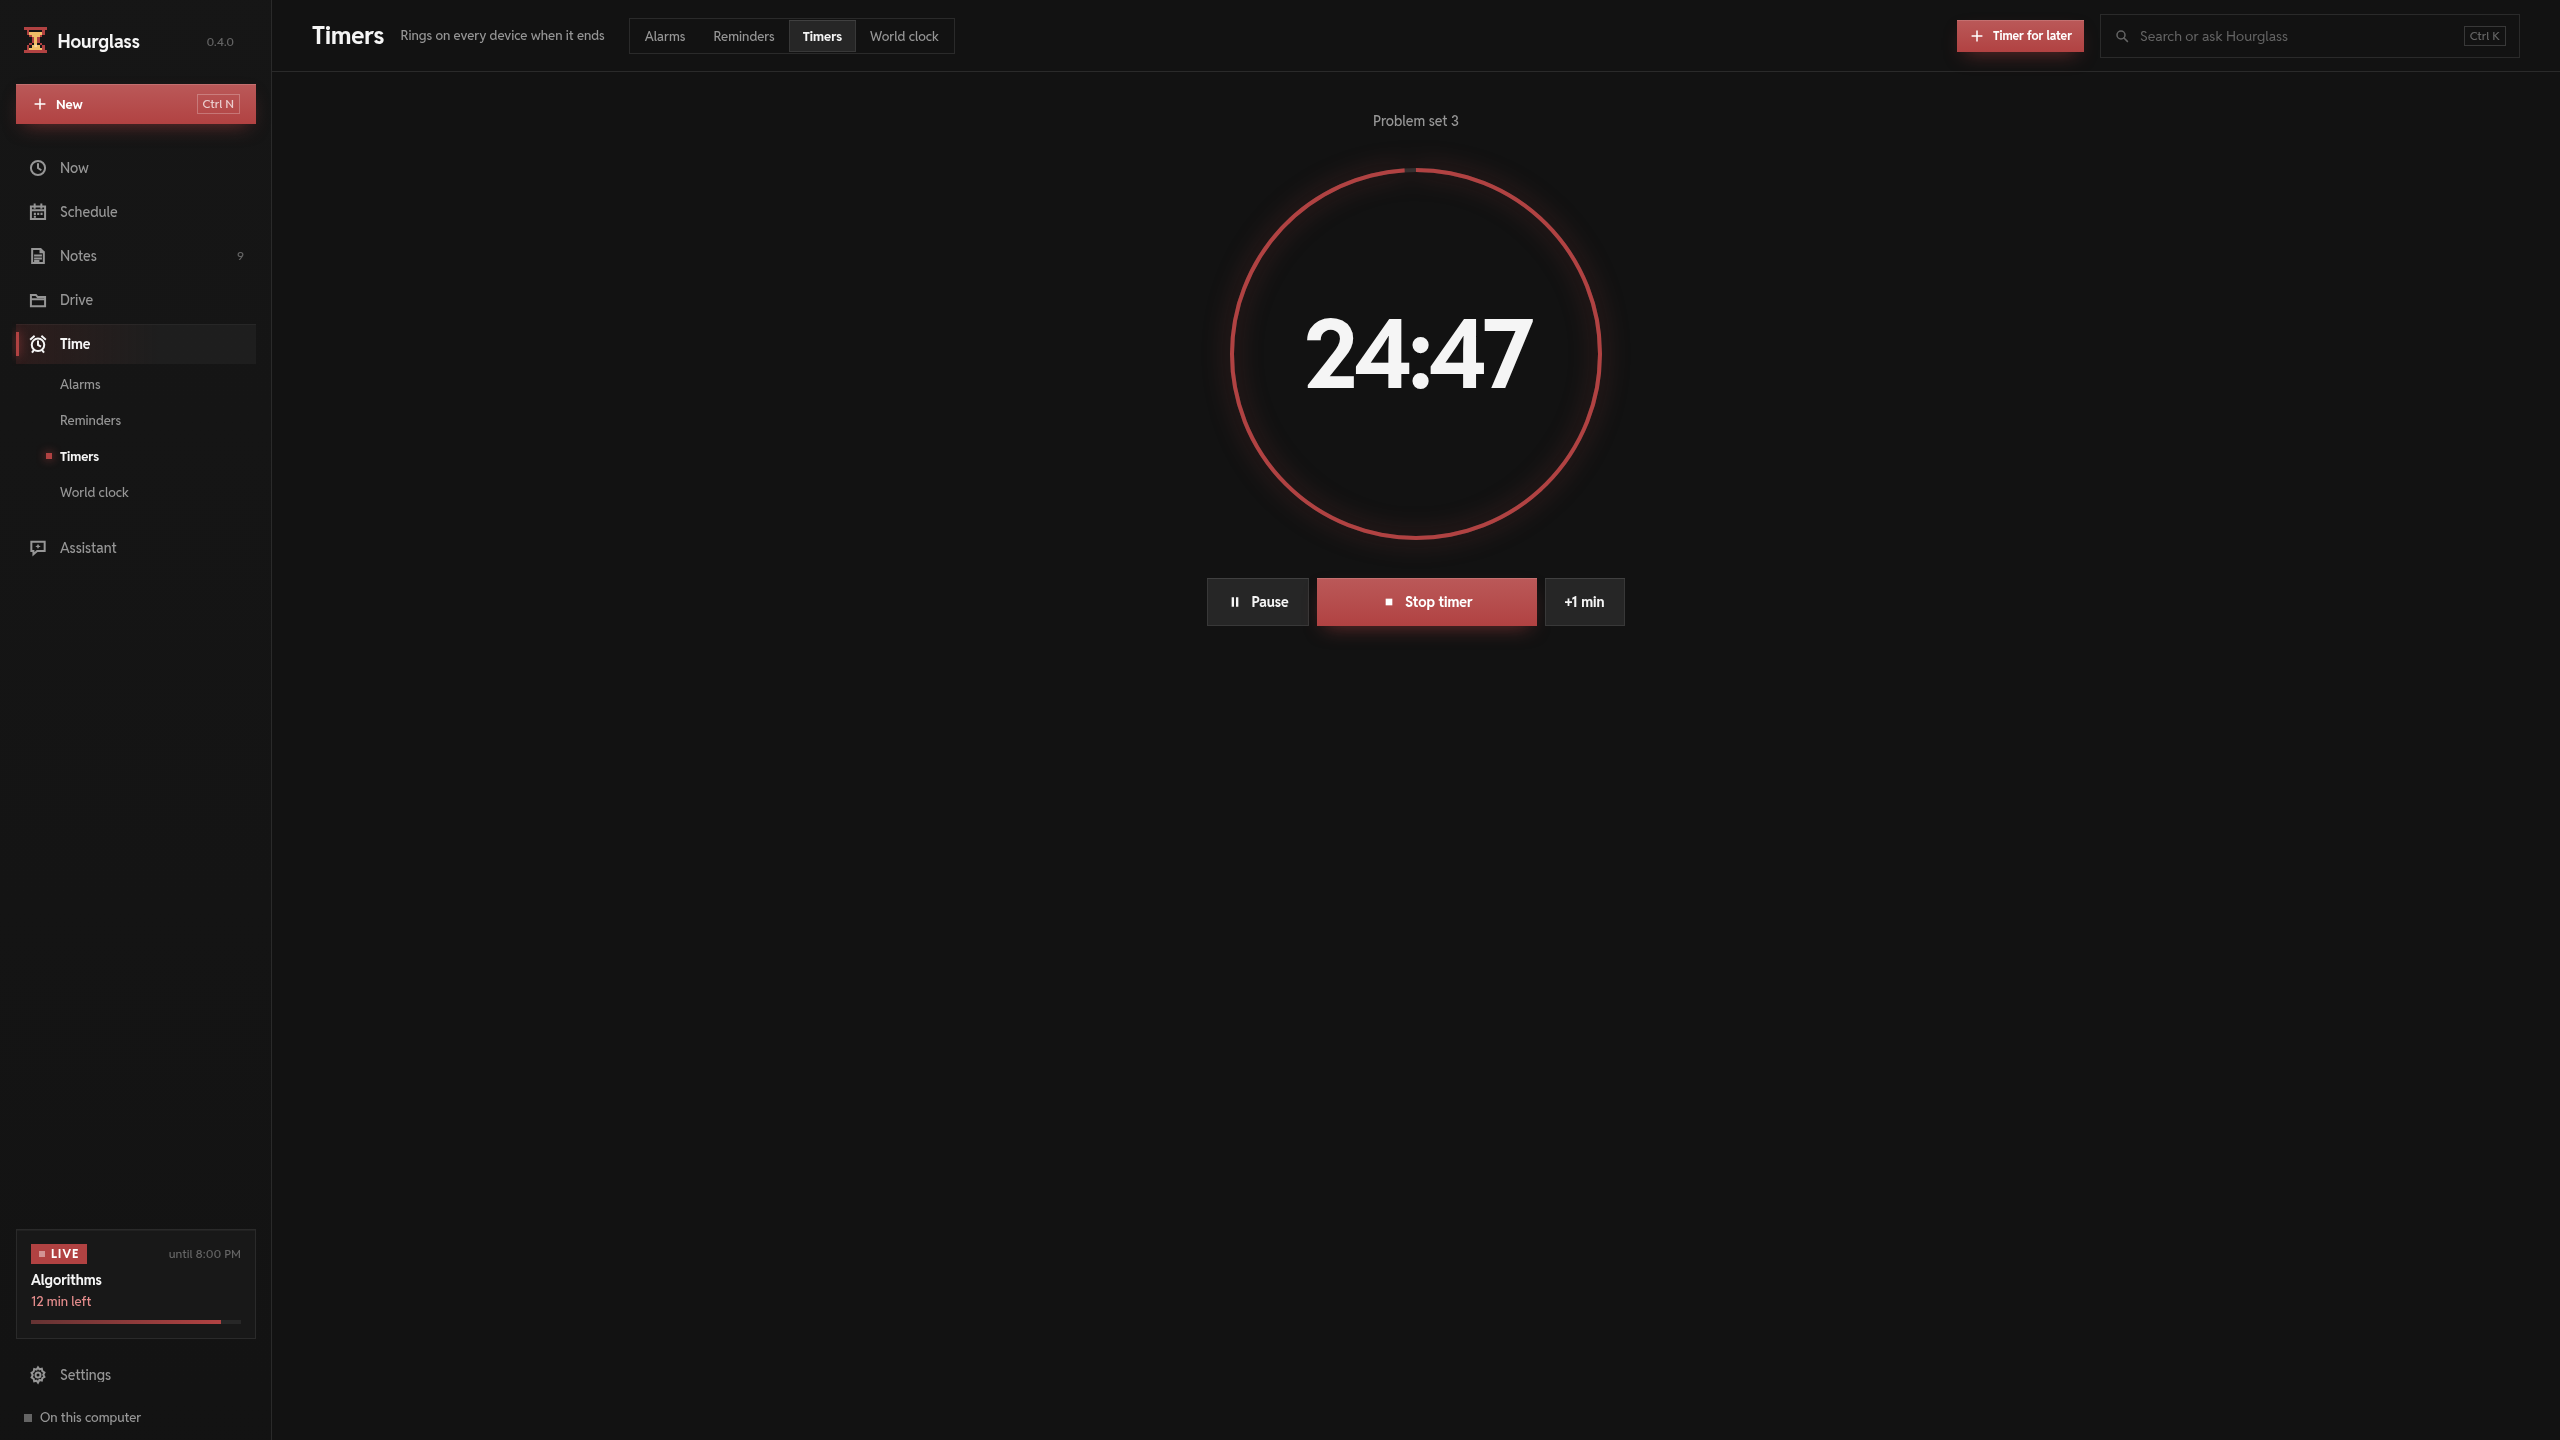 Hourglass
0.4.0
New
Ctrl N
Now
Schedule
Notes
9
Drive
Time
Alarms
Reminders
Timers
World clock
Assistant
LIVE
until 8:00 PM
Algorithms
12 min left
Settings
On this computer
Timers
Rings on every device when it ends
Alarms
Reminders
Timers
World clock
Timer for later
Search or ask Hourglass
Ctrl K
Problem set 3
24:47
Pause
Stop timer
+1 min